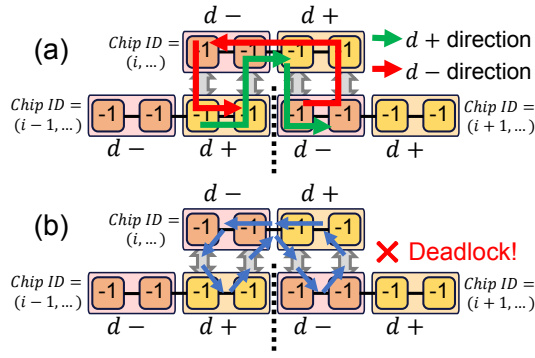 d − d +
(a) Chip ID = (i, …) -1 -1 -1 -1 d + direction
d − direction
Chip ID = (i − 1, …) -1 -1 -1 -1 -1 -1 -1 -1 Chip ID = (i + 1, …)
d − d + d − d +
d − d +
(b) Chip ID = (i, …) -1 -1 -1 -1 Deadlock!
Chip ID = (i − 1, …) -1 -1 -1 -1 -1 -1 -1 -1 Chip ID = (i + 1, …)
d − d + d − d +